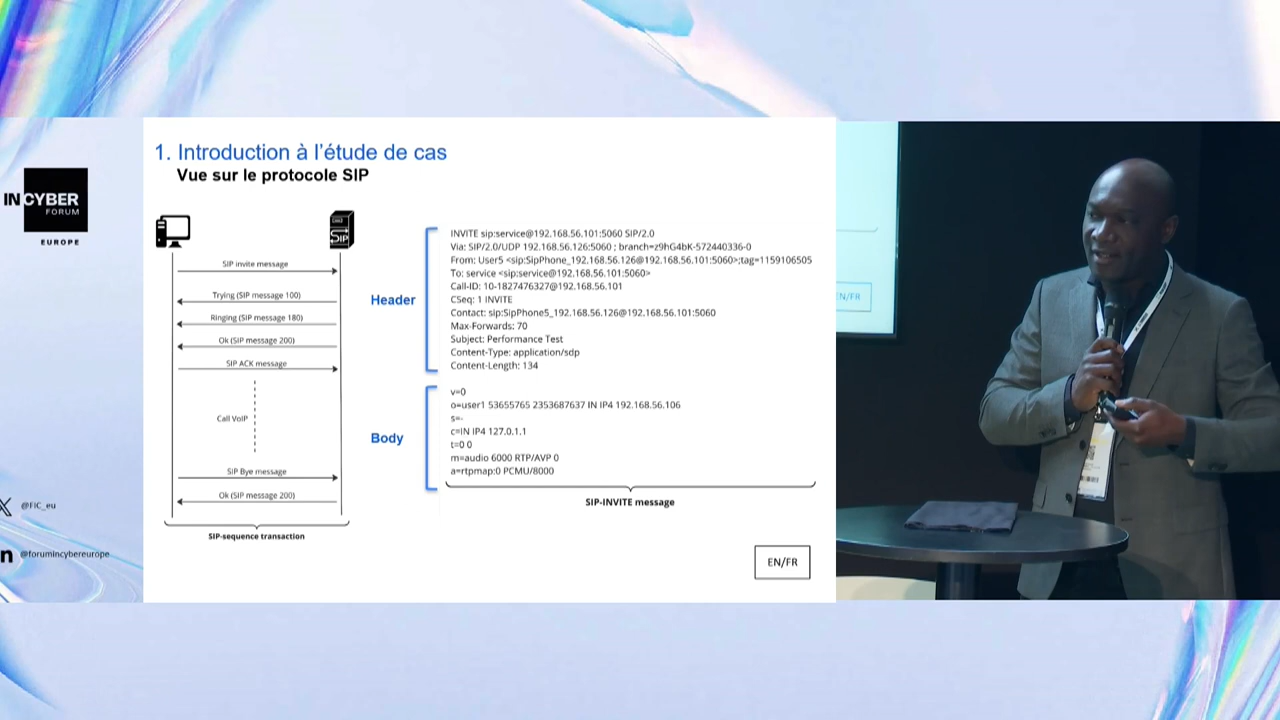 1. Introduction à l'étude de cas
Vue sur le protocole SIP
INCYBER
FORUM
EUROPE
SIP
SIP invite message
Trying (SIP message 100)
Ringing (SIP message 180)
Ok (SIP message 200)
SIP ACK message
Call VoIP
SIP Bye message
Ok (SIP message 200)
SIP-sequence transaction
Header
INVITE sip:service@192.168.56.101:5060 SIP/2.0
Via: SIP/2.0/UDP 192.168.56.126:5060 ; branch=z9hG4bK-572440336-0
From: User5 <sip:SipPhone_192.168.56.126@192.168.56.101:5060>;tag=1159106505
To: service <sip:service@192.168.56.101:5060>
Call-ID: 10-1827476327@192.168.56.101
CSeq: 1 INVITE
Contact: sip:SipPhone5_192.168.56.126@192.168.56.101:5060
Max-Forwards: 70
Subject: Performance Test
Content-Type: application/sdp
Content-Length: 134
Body
v=0
o=user1 53655765 2353687637 IN IP4 192.168.56.106
s=-
c=IN IP4 127.0.1.1
t=0 0
m=audio 6000 RTP/AVP 0
a=rtpmap:0 PCMU/8000
SIP-INVITE message
EN/FR
@FIC_eu
@forumincybereurope
EN/FR